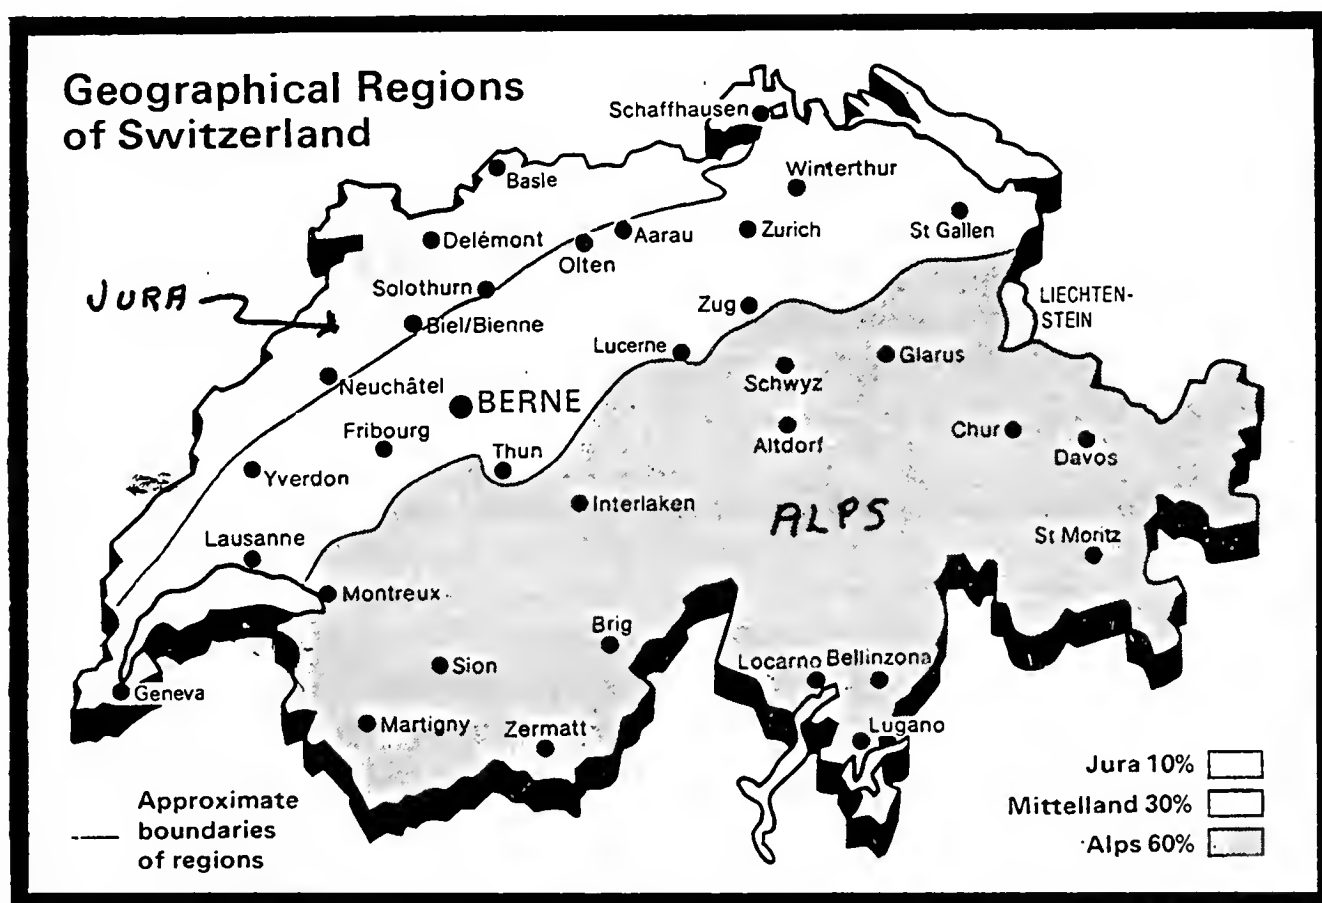 Geographical Regions
of Switzerland
Schaffhausen
Basle
Winterthur
Delémont
Olten
Aarau
Zurich
St Gallen
JURA
Solothurn
Biel/Bienne
Zug
LIECHTEN-
STEIN
Lucerne
Neuchâtel
Schwyz
Glarus
BERNE
Fribourg
Altdorf
Chur
Davos
Thun
Yverdon
Interlaken
ALPS
Lausanne
St Moritz
Montreux
Brig
Sion
Locarno
Bellinzona
Geneva
Martigny
Zermatt
Lugano
Approximate
boundaries
of regions
Jura 10%
Mittelland 30%
Alps 60%